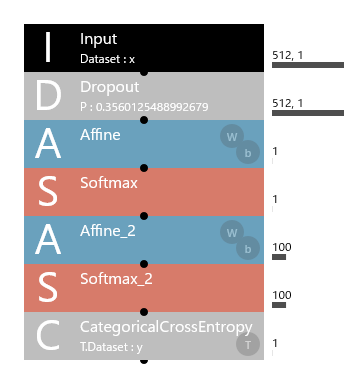 I Input
Dataset : x
512, 1
D Dropout
P : 0.3560125488992679
512, 1
A Affine
W
b
1
S Softmax
1
A Affine_2
W
b
100
S Softmax_2
100
C CategoricalCrossEntropy
T.Dataset : y
T
1